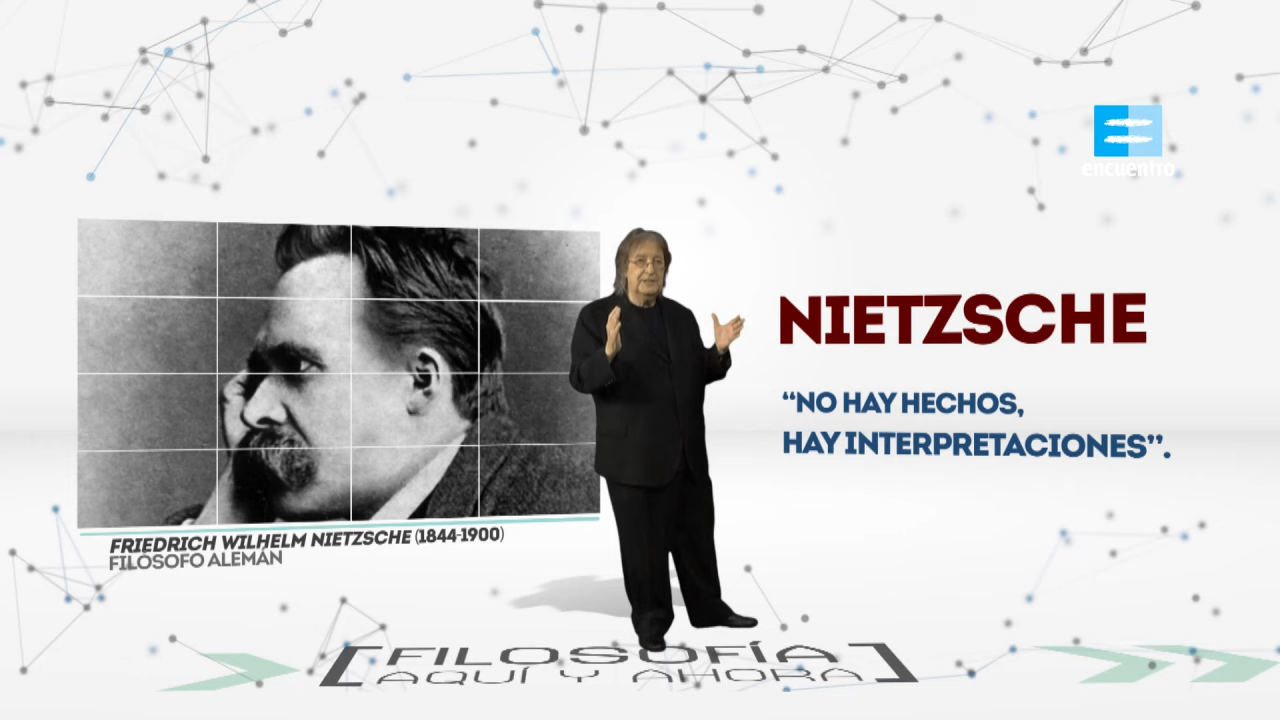 encuentro
NIETZSCHE
“NO HAY HECHOS,
HAY INTERPRETACIONES”.
FRIEDRICH WILHELM NIETZSCHE (1844-1900)
FILÓSOFO ALEMÁN
[FILOSOFÍA
AQUÍ Y AHORA]